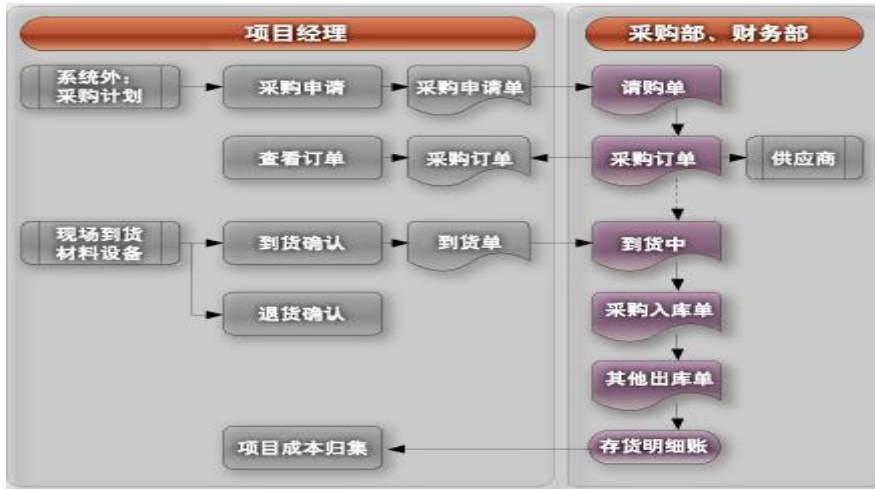 项目经理
采购部、财务部
系统外：
采购计划
采购申请
采购申请单
请购单
查看订单
采购订单
采购订单
供应商
现场到货
材料设备
到货确认
到货单
到货中
退货确认
采购入库单
其他出库单
项目成本归集
存货明细账